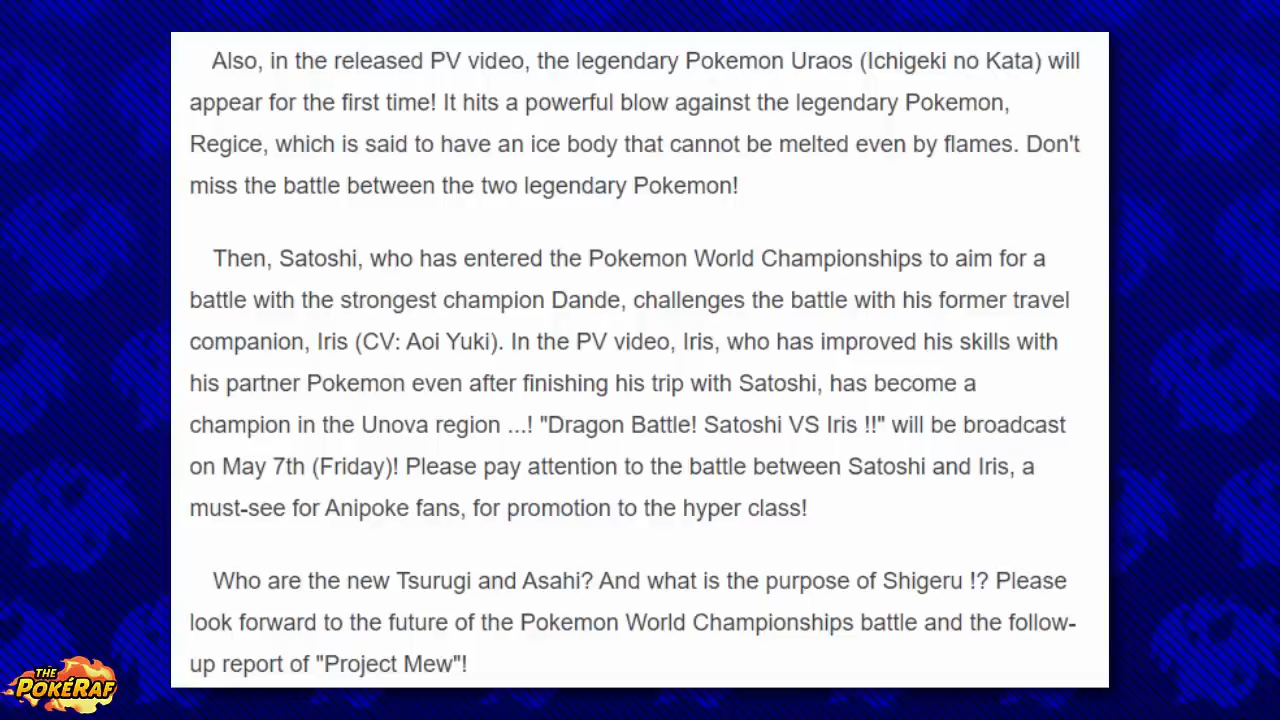 Also, in the released PV video, the legendary Pokemon Uraos (Ichigeki no Kata) will
appear for the first time! It hits a powerful blow against the legendary Pokemon,
Regice, which is said to have an ice body that cannot be melted even by flames. Don't
miss the battle between the two legendary Pokemon!
Then, Satoshi, who has entered the Pokemon World Championships to aim for a
battle with the strongest champion Dande, challenges the battle with his former travel
companion, Iris (CV: Aoi Yuki). In the PV video, Iris, who has improved his skills with
his partner Pokemon even after finishing his trip with Satoshi, has become a
champion in the Unova region ...! "Dragon Battle! Satoshi VS Iris !!" will be broadcast
on May 7th (Friday)! Please pay attention to the battle between Satoshi and Iris, a
must-see for Anipoke fans, for promotion to the hyper class!
Who are the new Tsurugi and Asahi? And what is the purpose of Shigeru !? Please
look forward to the future of the Pokemon World Championships battle and the follow-
up report of "Project Mew"!
THE
POKÉRAF